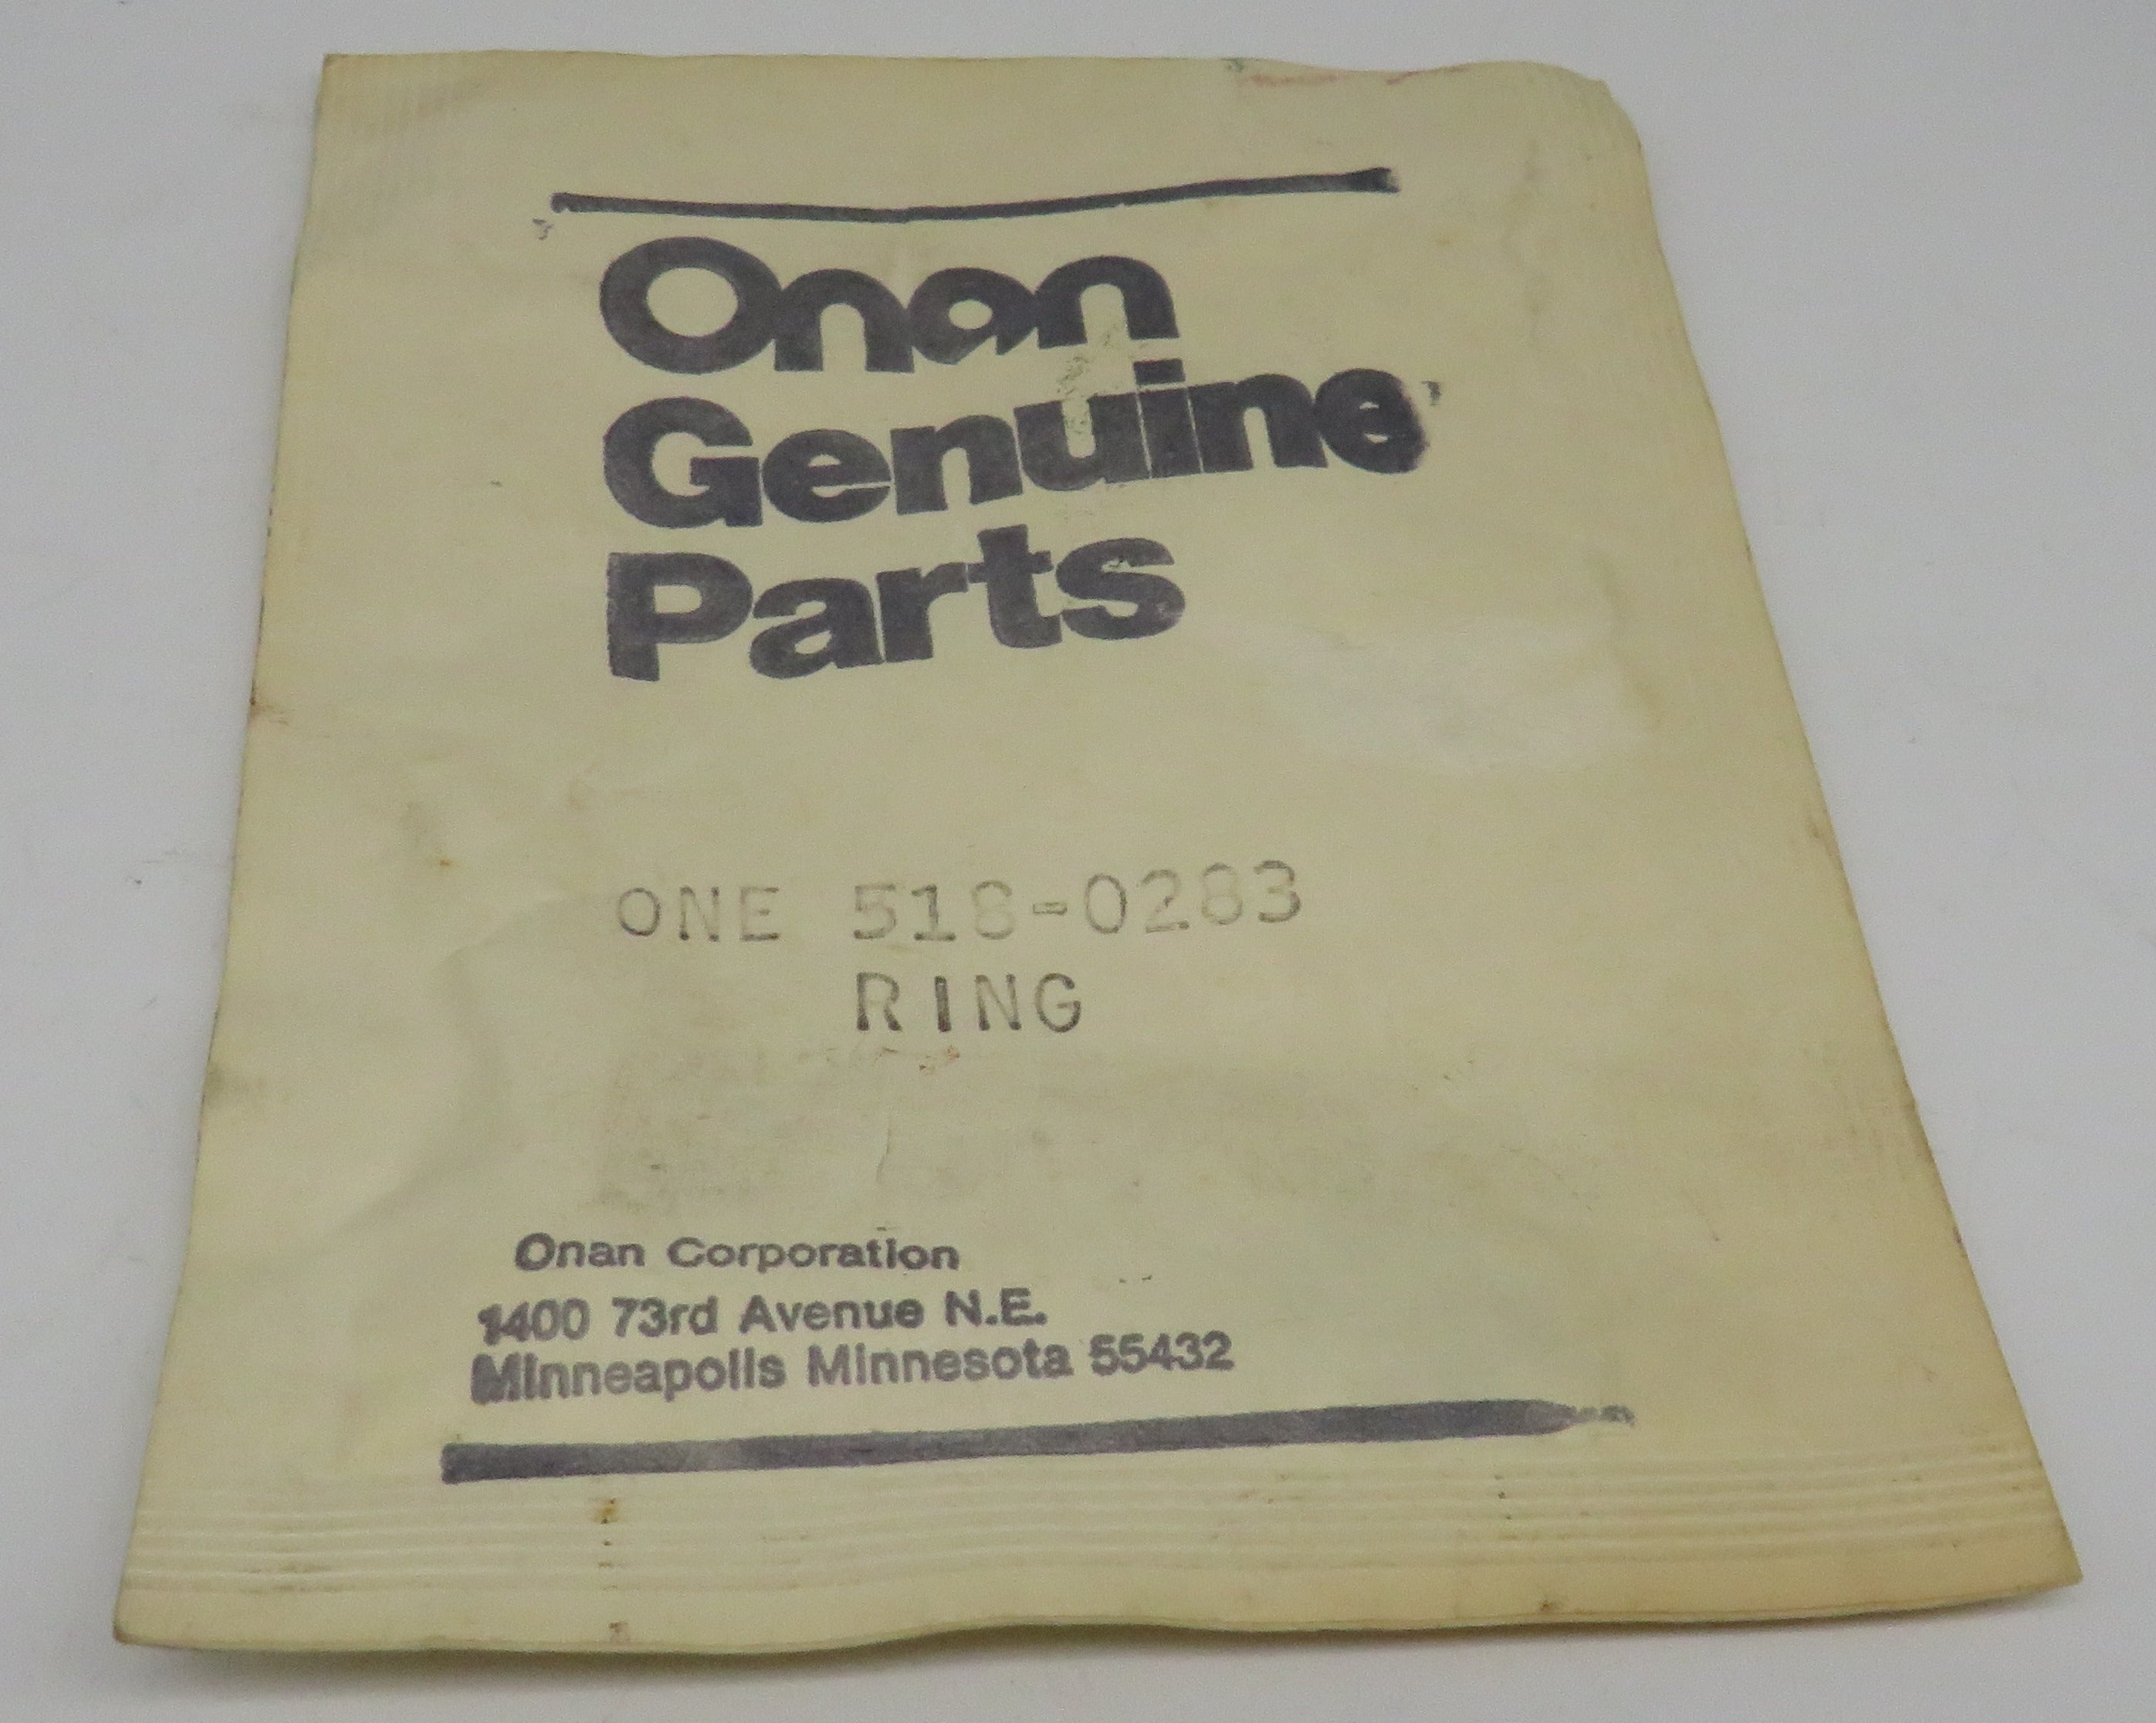 Onan
Genuine
Parts
ONE 518-0283
RING
Onan Corporation
1400 73rd Avenue N.E.
Minneapolis Minnesota 55432